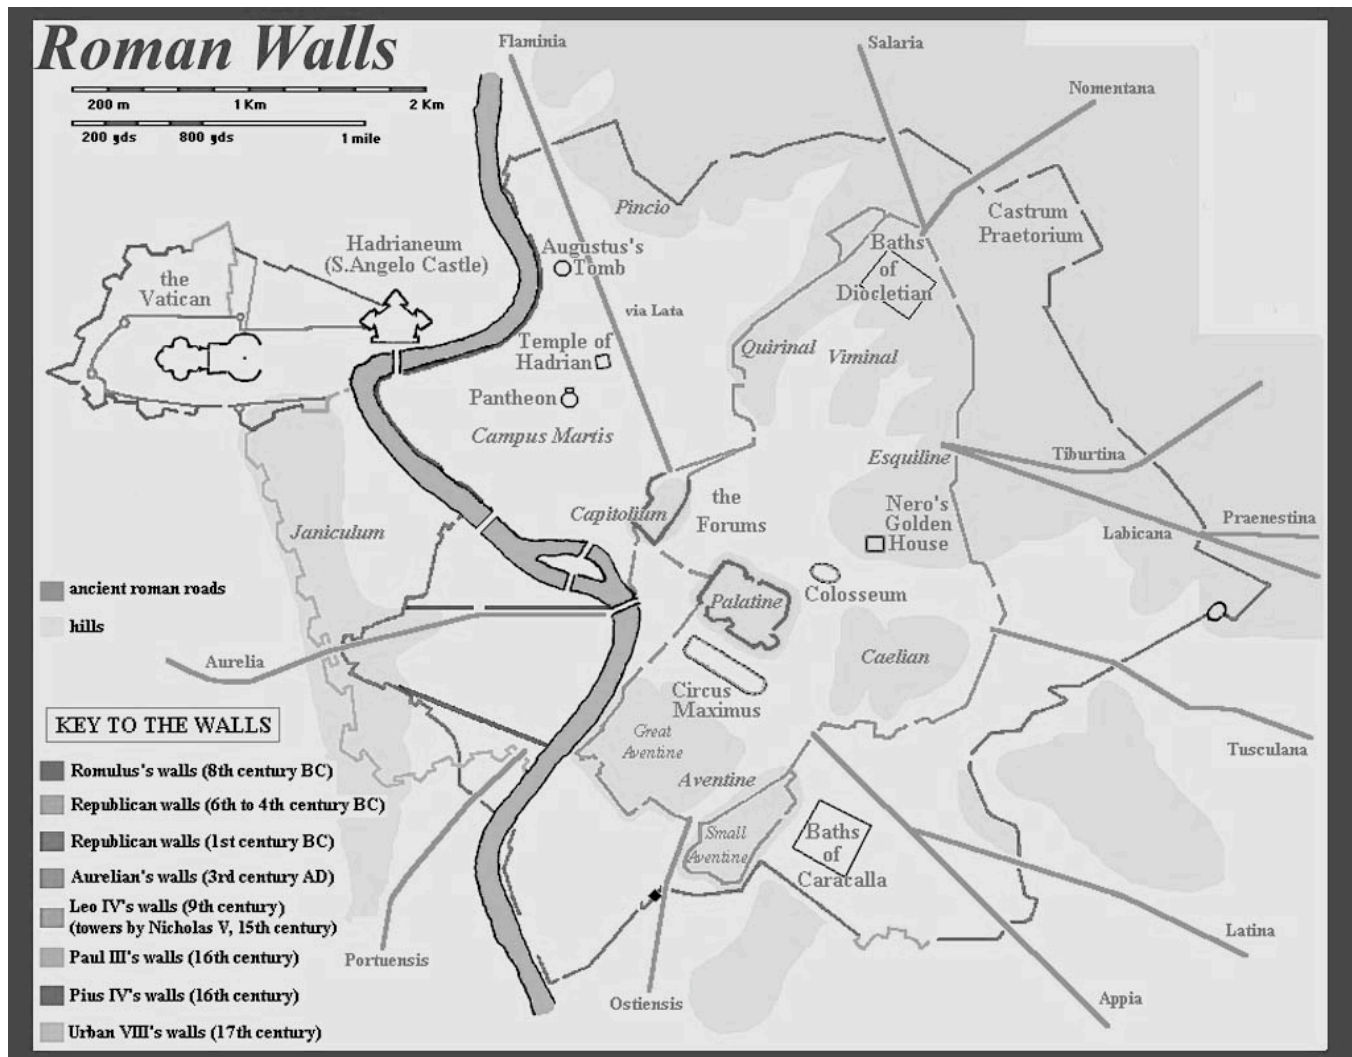 Roman Walls
200 m 1 Km 2 Km
200 yds 800 yds 1 mile
Flaminia
Salaria
Nomentana
Pincio
Castrum
Praetorium
Hadrianeum
(S.Angelo Castle)
Augustus's
Tomb
Baths
of
Diocletian
the
Vatican
via Lata
Temple of
Hadrian
Quirinal
Viminal
Pantheon
Campus Martis
Esquiline
Tiburtina
Capitolium
the
Forums
Nero's
Golden
House
Labicana
Praenestina
Janiculum
ancient roman roads
hills
Palatine
Colosseum
Aurelia
Caelian
Circus
Maximus
Great
Aventine
Aventine
Tusculana
Small
Aventine
Baths
of
Caracalla
Latina
Appia
Portuensis
Ostiensis
KEY TO THE WALLS
Romulus's walls (8th century BC)
Republican walls (6th to 4th century BC)
Republican walls (1st century BC)
Aurelian's walls (3rd century AD)
Leo IV's walls (9th century)
(towers by Nicholas V, 15th century)
Paul III's walls (16th century)
Pius IV's walls (16th century)
Urban VIII's walls (17th century)